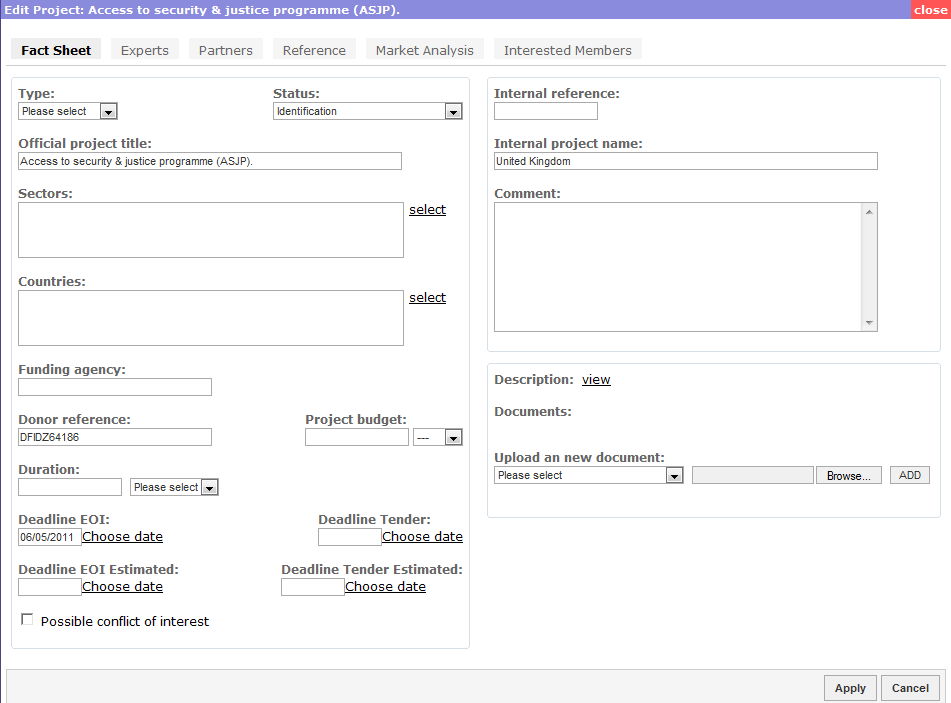 Edit Project: Access to security & justice programme (ASJP).
close
Fact Sheet Experts Partners Reference Market Analysis Interested Members
Type: Status:
Please select Identification
Official project title:
Access to security & justice programme (ASJP).
Sectors:
select
Countries:
select
Funding agency:
Donor reference: Project budget:
DFIDZ64186 ---
Duration:
Please select
Deadline EOI: Deadline Tender:
06/05/2011 Choose date Choose date
Deadline EOI Estimated: Deadline Tender Estimated:
Choose date Choose date
Possible conflict of interest
Internal reference:
Internal project name:
United Kingdom
Comment:
Description: view
Documents:
Upload an new document:
Please select Browse... ADD
Apply Cancel